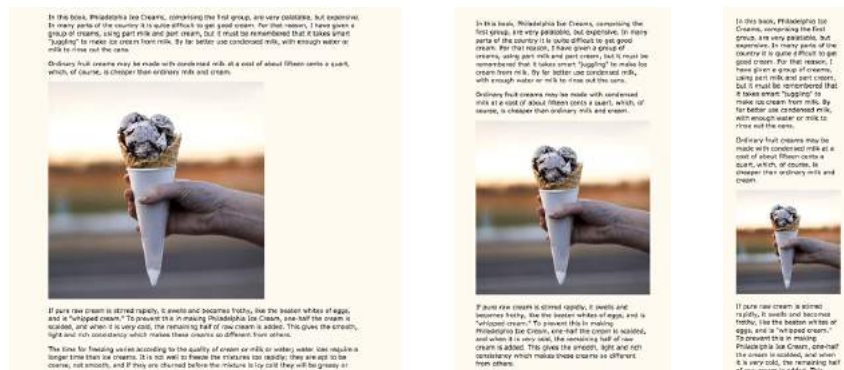 In this book, Philadelphia Ice Creams, comprising the first group, are very palatable, but expensive.
In many parts of the country it is quite difficult to get good cream. For that reason, I have given a
group of creams, using part milk and part cream, but it must be remembered that it takes smart
"juggling" to make ice cream from milk. By far better use condensed milk, with enough water or
milk to rinse out the cans.
Ordinary fruit creams may be made with condensed milk at a cost of about fifteen cents a quart,
which, of course, is cheaper than ordinary milk and cream.
If pure raw cream is stirred rapidly, it swells and becomes frothy, like the beaten whites of eggs,
and is "whipped cream." To prevent this in making Philadelphia Ice Cream, one-half the cream is
scalded, and when it is very cold, the remaining half of raw cream is added. This gives the smooth,
light and rich consistency which makes these creams so different from others.
The time for freezing varies according to the quality of cream or milk or water; water ices require a
longer time than ice creams. It is not well to freeze the mixtures too rapidly; they are apt to be
coarse, not smooth, and if they are churned before the mixture is icy cold they will be greasy or
In this book, Philadelphia Ice Creams, comprising the
first group, are very palatable, but expensive. In many
parts of the country it is quite difficult to get good
cream. For that reason, I have given a group of
creams, using part milk and part cream, but it must be
remembered that it takes smart "juggling" to make ice
cream from milk. By far better use condensed milk,
with enough water or milk to rinse out the cans.
Ordinary fruit creams may be made with condensed
milk at a cost of about fifteen cents a quart, which, of
course, is cheaper than ordinary milk and cream.
If pure raw cream is stirred rapidly, it swells and
becomes frothy, like the beaten whites of eggs, and is
"whipped cream." To prevent this in making
Philadelphia Ice Cream, one-half the cream is scalded,
and when it is very cold, the remaining half of raw
cream is added. This gives the smooth, light and rich
consistency which makes these creams so different
from others.
In this book, Philadelphia Ice
Creams, comprising the first
group, are very palatable, but
expensive. In many parts of
the country it is quite
difficult to get good
good cream. For that reason, I
have given a group of creams,
using part milk and part cream,
but it must be remembered that
it takes smart "juggling" to
make ice cream from milk. By
far better use condensed milk,
with enough water or milk to
rinse out the cans.
Ordinary fruit creams may be
made with condensed milk at a
cost of about fifteen cents a
quart, which, of course, is
cheaper than ordinary milk and
cream.
If pure raw cream is stirred
rapidly, it swells and becomes
frothy, like the beaten whites of
eggs, and is "whipped cream."
To prevent this in making
Philadelphia Ice Cream, one-half
the cream is scalded, and when
it is very cold, the remaining
half of raw cream is added. This